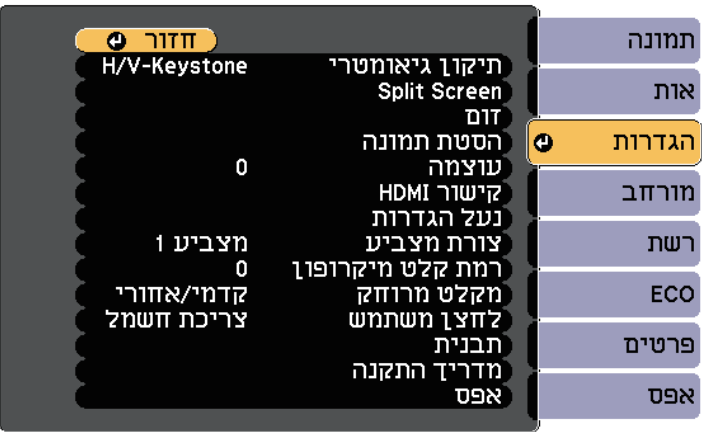 חזור
תיקון גיאומטרי H/V-Keystone
Split Screen
זום
הסטת תמונה
עוצמה 0
קישור HDMI
נעל הגדרות
צורת מצביע מצביע 1
רמת קלט מיקרופון 0
מקלט מרוחק קדמי/אחורי
לחצן משתמש צריכת חשמל
תבנית
מדריך התקנה
אפס
תמונה
אות
הגדרות
מורחב
רשת
ECO
פרטים
אפס